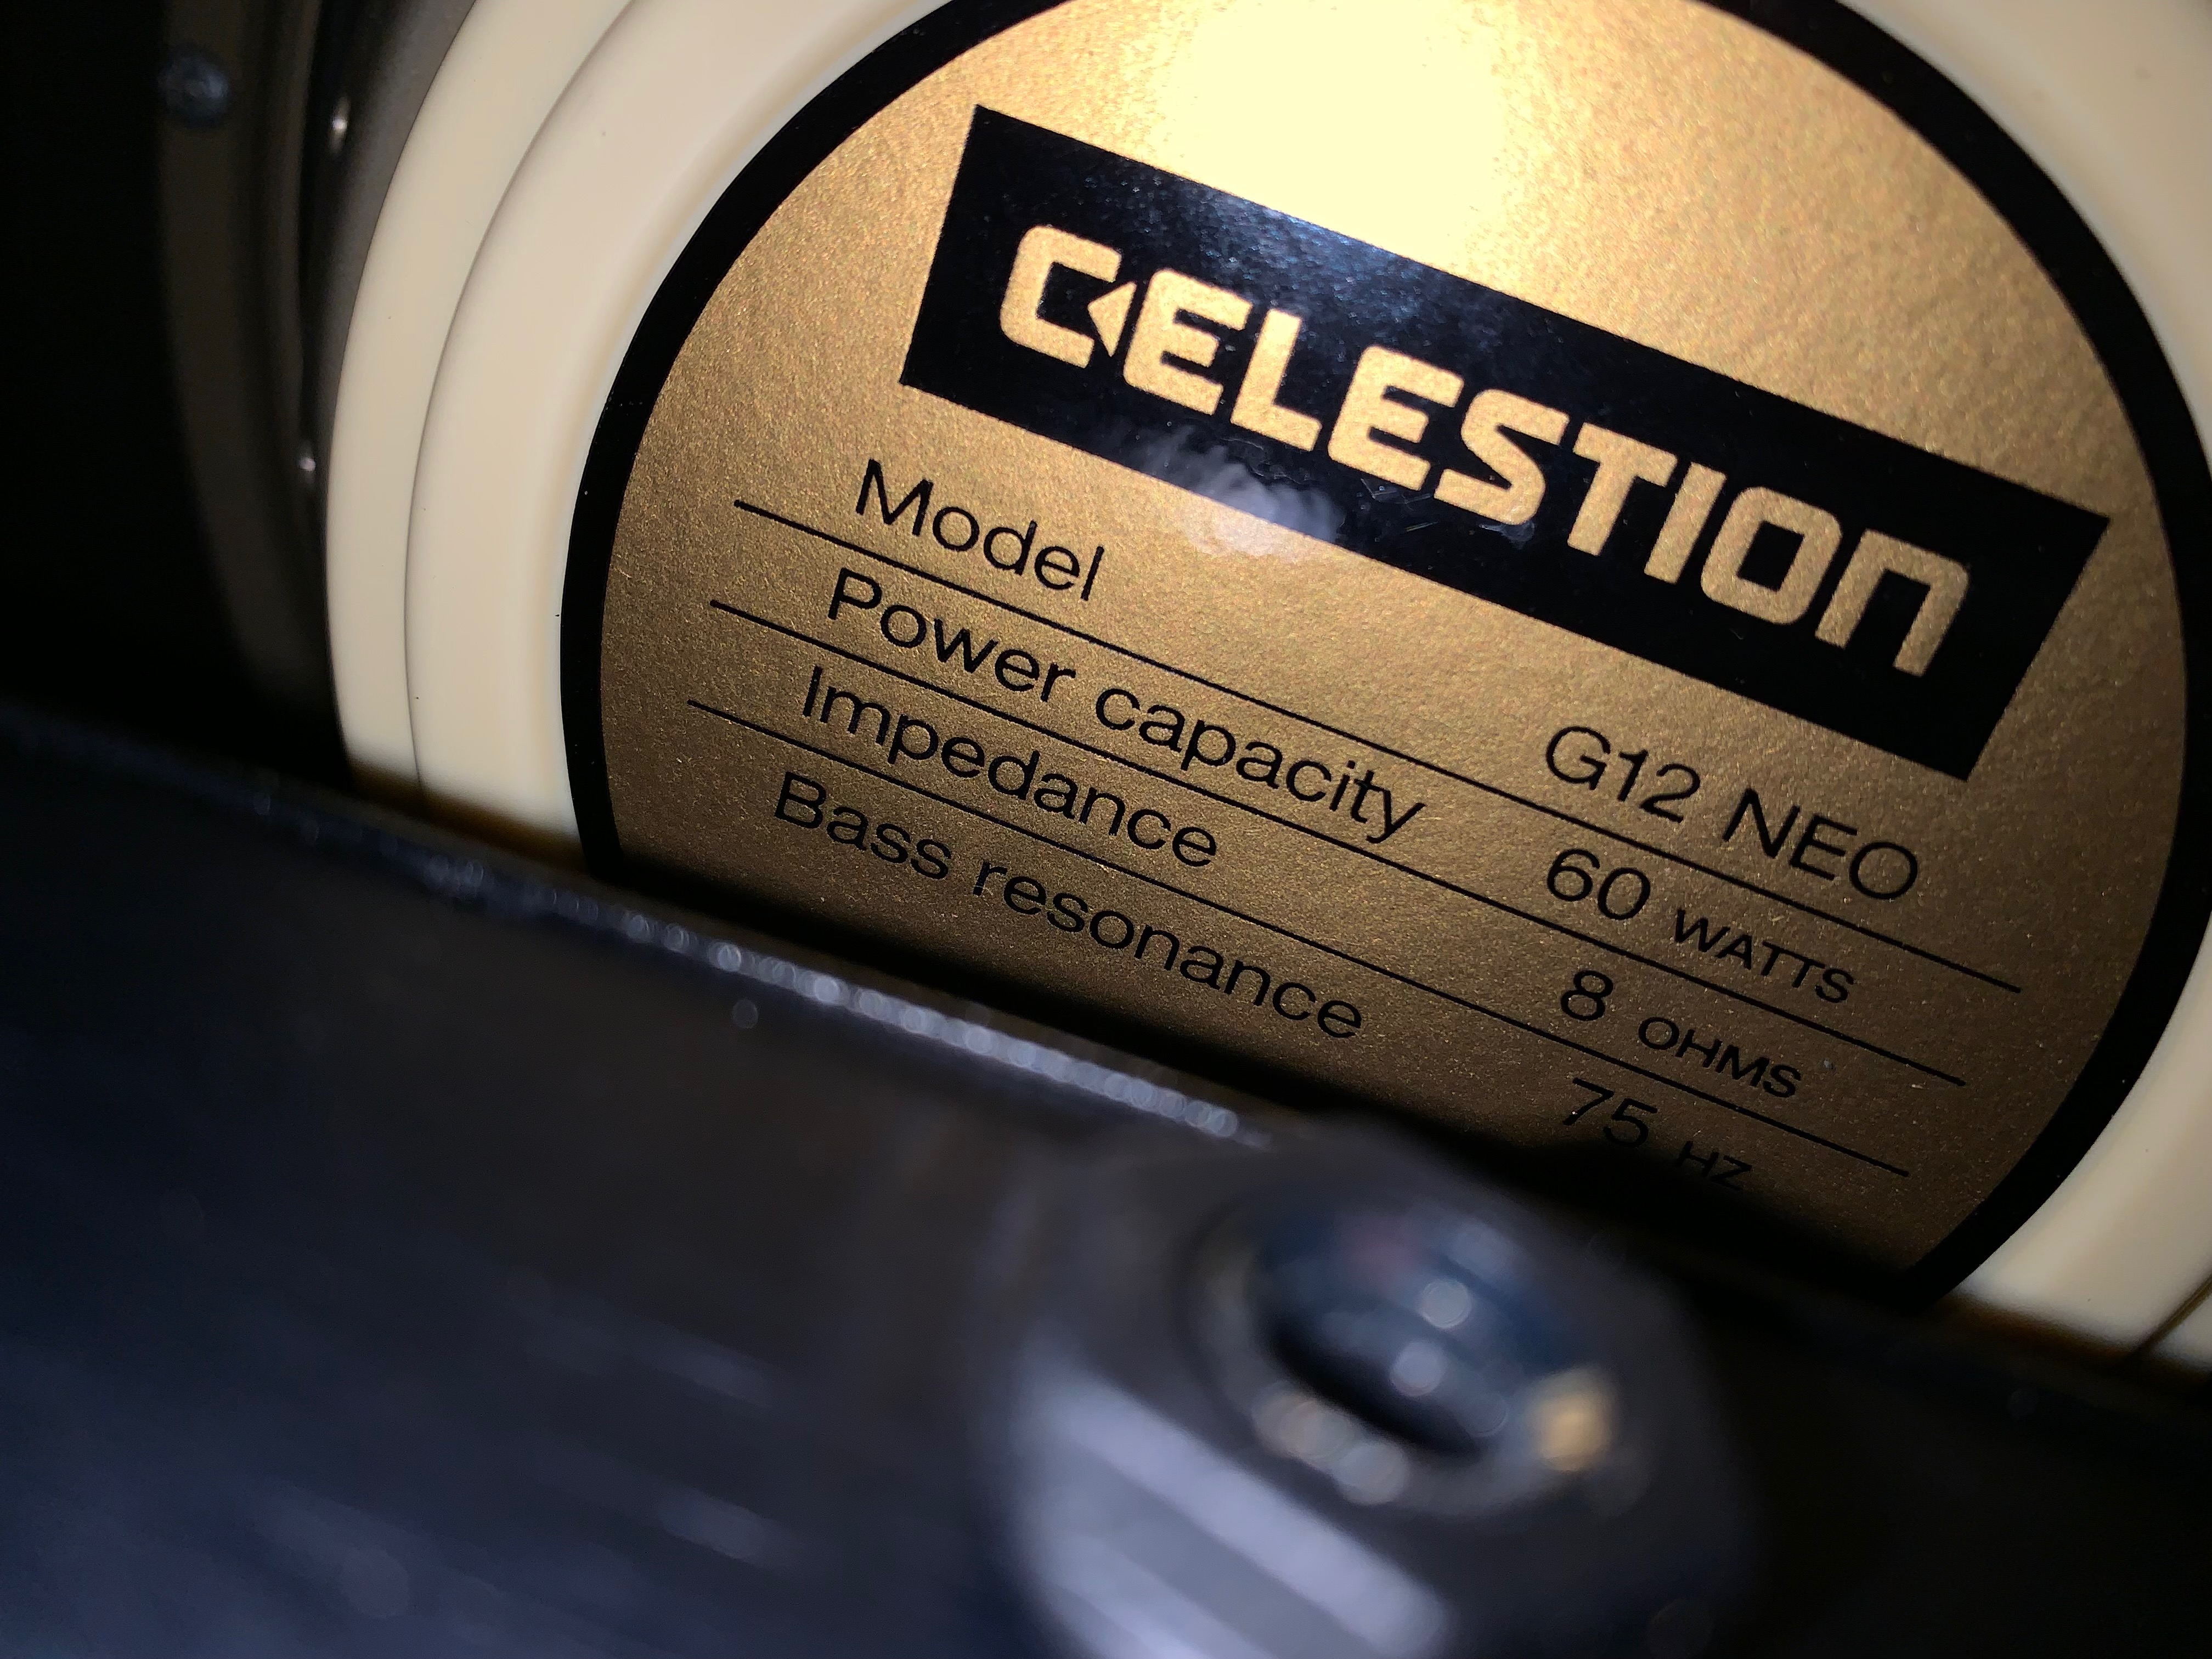 CELESTION
Model G12 NEO
Power capacity 60 WATTS
Impedance 8 OHMS
Bass resonance 75 HZ